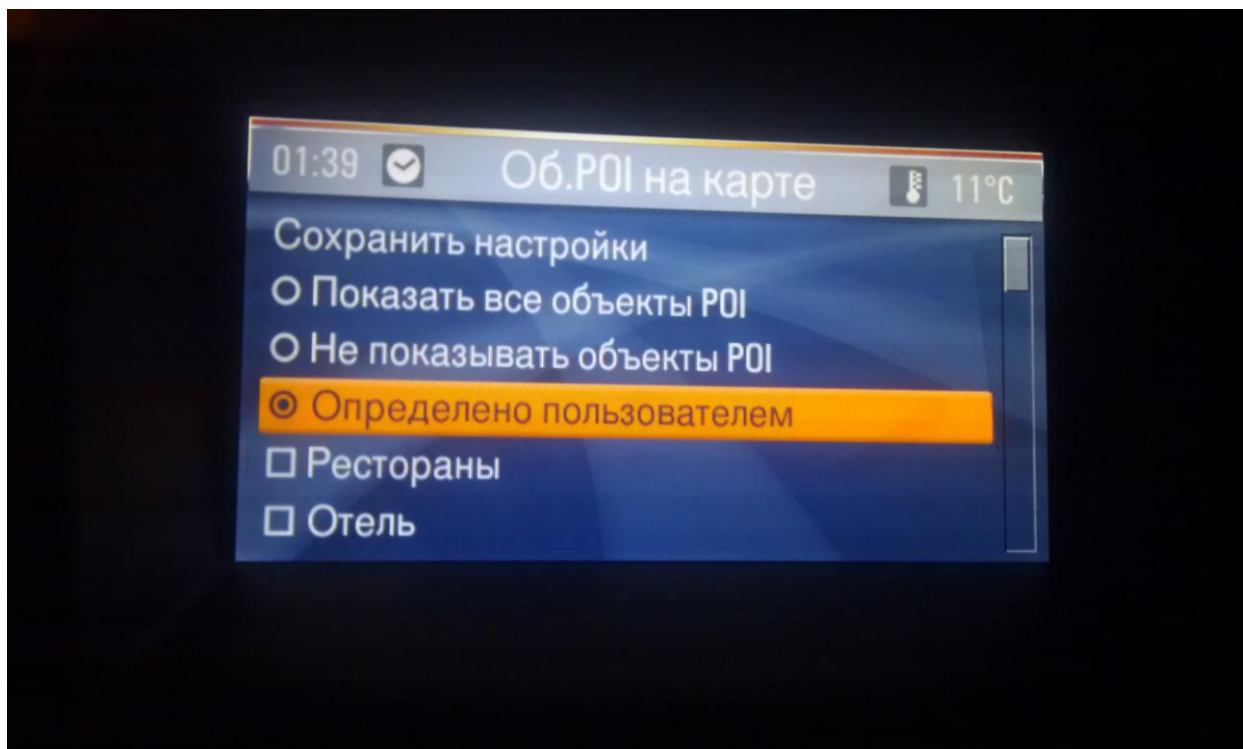 01:39 Об.POI на карте 11°C
Сохранить настройки
Показать все объекты POI
Не показывать объекты POI
Определено пользователем
Рестораны
Отель